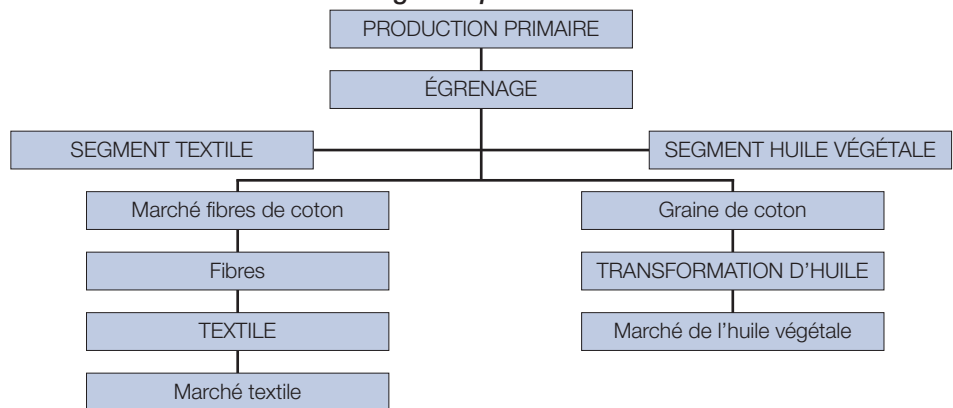 PRODUCTION PRIMAIRE
ÉGRENAGE
SEGMENT TEXTILE
SEGMENT HUILE VÉGÉTALE
Marché fibres de coton
Graine de coton
Fibres
TRANSFORMATION D'HUILE
TEXTILE
Marché de l'huile végétale
Marché textile